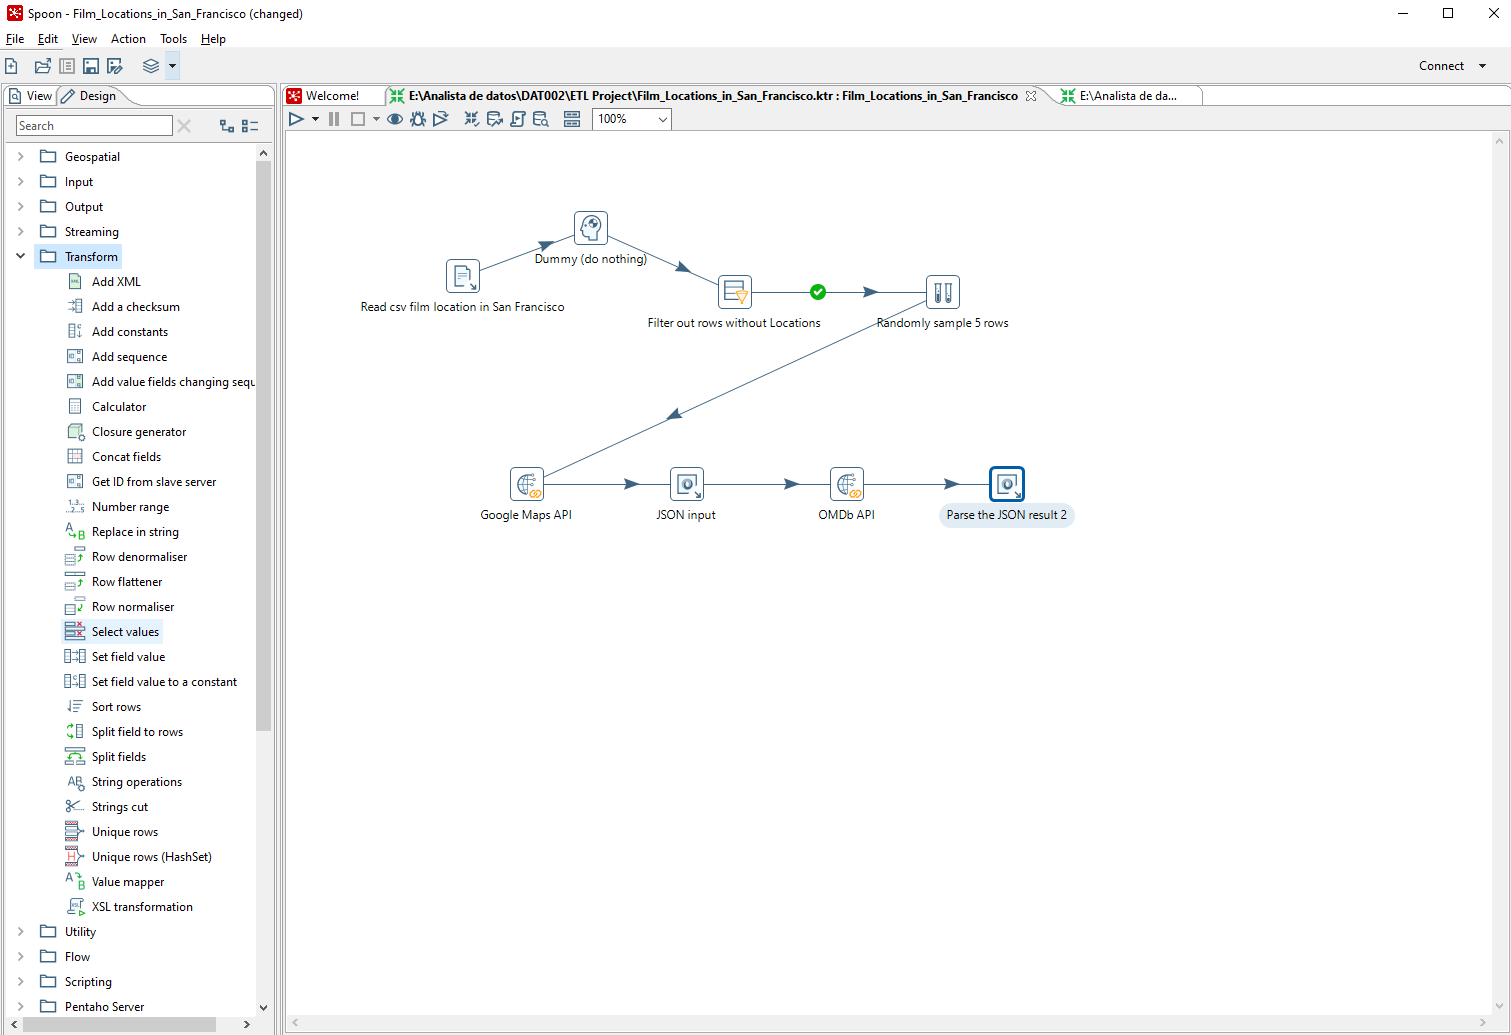 Spoon - Film_Locations_in_San_Francisco (changed)
File Edit View Action Tools Help
Connect
View Design
Welcome!
E:\Analista de datos\DAT002\ETL Project\Film_Locations_in_San_Francisco.ktr : Film_Locations_in_San_Francisco
E:\Analista de da...
Search
100%
Geospatial
Input
Output
Streaming
Transform
Add XML
Add a checksum
Add constants
Add sequence
Add value fields changing sequ
Calculator
Closure generator
Concat fields
Get ID from slave server
Number range
Replace in string
Row denormaliser
Row flattener
Row normaliser
Select values
Set field value
Set field value to a constant
Sort rows
Split field to rows
Split fields
String operations
Strings cut
Unique rows
Unique rows (HashSet)
Value mapper
XSL transformation
Utility
Flow
Scripting
Pentaho Server
Dummy (do nothing)
Read csv film location in San Francisco
Filter out rows without Locations
Randomly sample 5 rows
Google Maps API
JSON input
OMDb API
Parse the JSON result 2